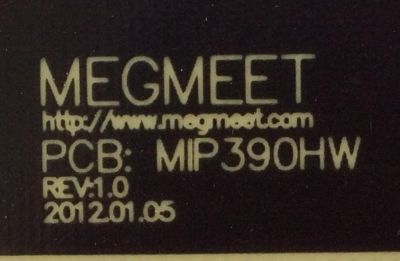 MEGMEET
http://www.megmeet.com
PCB: MIP390HW
REV:1.0
2012.01.05